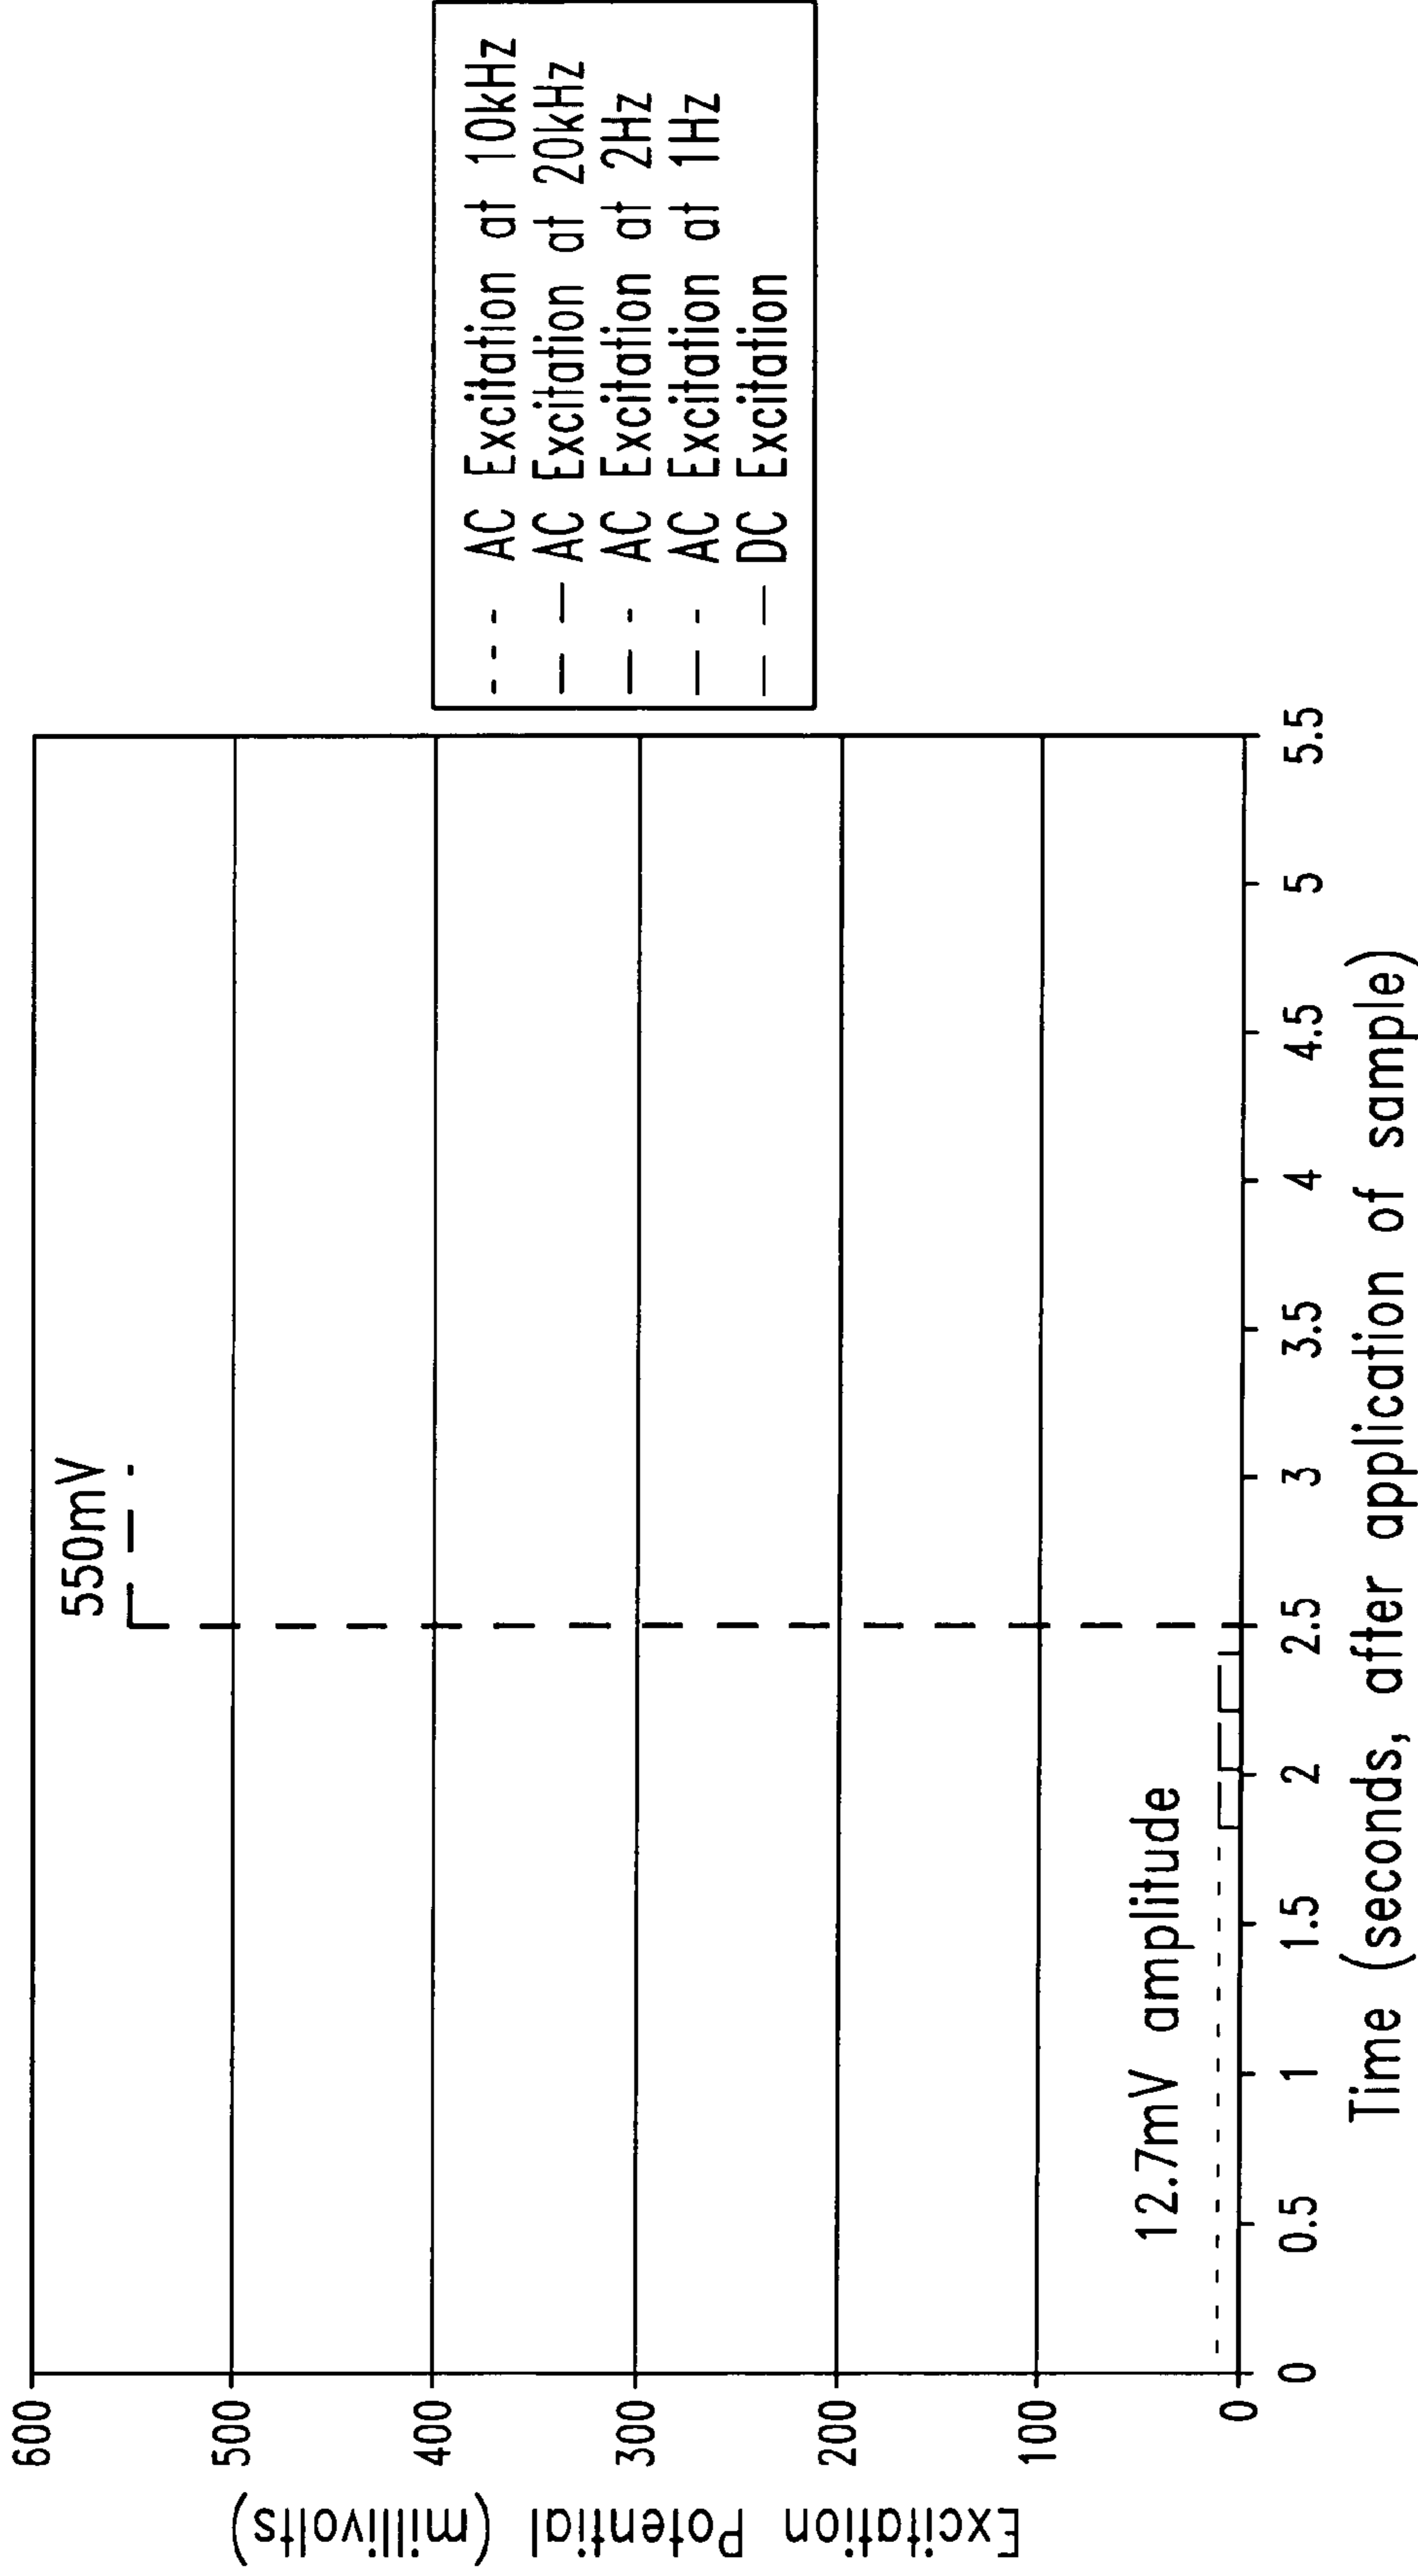 600
500
400
300
200
100
0
Excitation Potential (millivolts)
550mV
12.7mV amplitude
0 0.5 1 1.5 2 2.5 3 3.5 4 4.5 5 5.5
Time (seconds, after application of sample)
AC Excitation at 10kHz
AC Excitation at 20kHz
AC Excitation at 2Hz
AC Excitation at 1Hz
DC Excitation